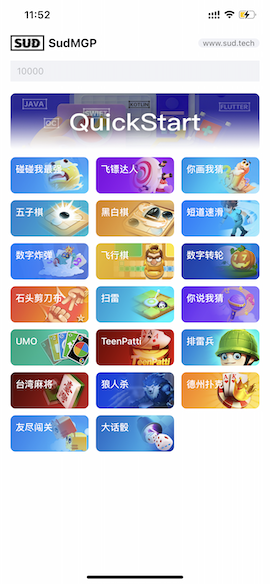 11:52
SUD SudMGP
www.sud.tech
10000
JAVA
KOTLIN
SWIFT
FLUTTER
OC
QuickStart
碰碰我最强
飞镖达人
你画我猜
五子棋
黑白棋
短道速滑
数字炸弹
飞行棋
数字转轮
石头剪刀布
扫雷
你说我猜
UMO
TeenPatti
排雷兵
台湾麻将
狼人杀
德州扑克
友尽闯关
大话骰